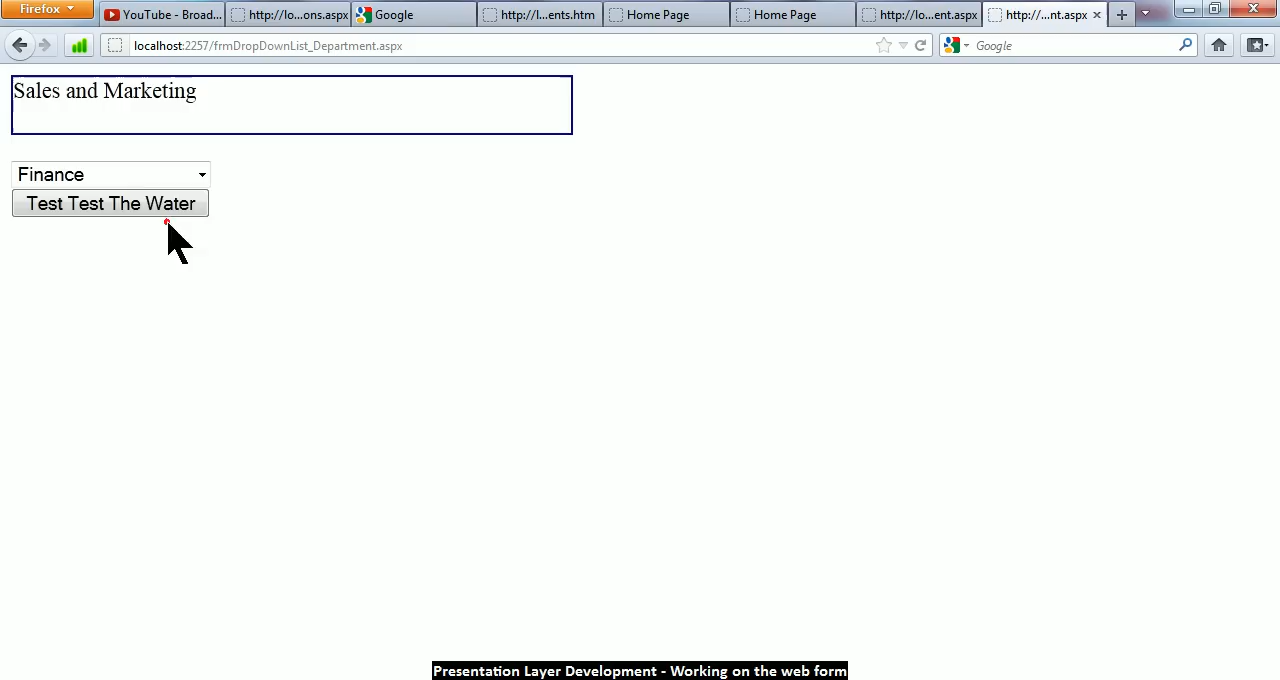 Firefox
YouTube - Broad...
http://lo...ons.aspx
Google
http://l...ents.htm
Home Page
Home Page
http://lo...ent.aspx
http://...nt.aspx
localhost:2257/frmDropDownList_Department.aspx
Google
Sales and Marketing
Finance
Test Test The Water
Presentation Layer Development - Working on the web form